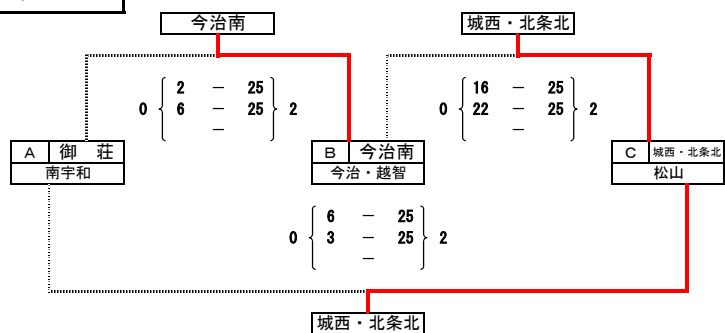 今治南 城西・北条北
2 － 25 16 － 25
0 6 － 25 2 0 22 － 25 2
－ －
A 御　荘 B 今治南 C 城西・北条北
南宇和 今治・越智 松山
6 － 25
0 3 － 25 2
－
城西・北条北